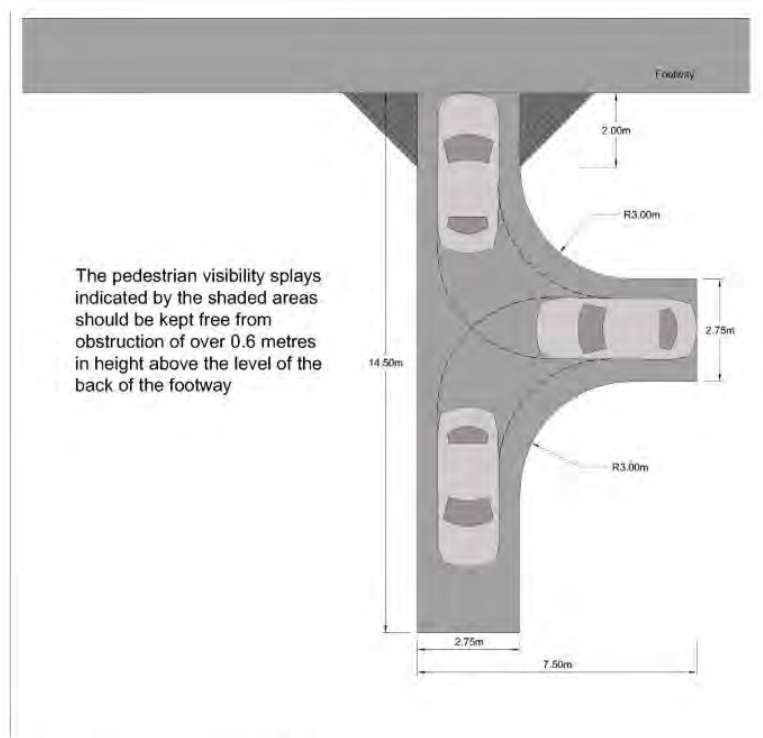 Footway
2.00m
R3.00m
The pedestrian visibility splays
indicated by the shaded areas
should be kept free from
obstruction of over 0.6 metres
in height above the level of the
back of the footway
14.50m
2.75m
R3.00m
2.75m
7.50m